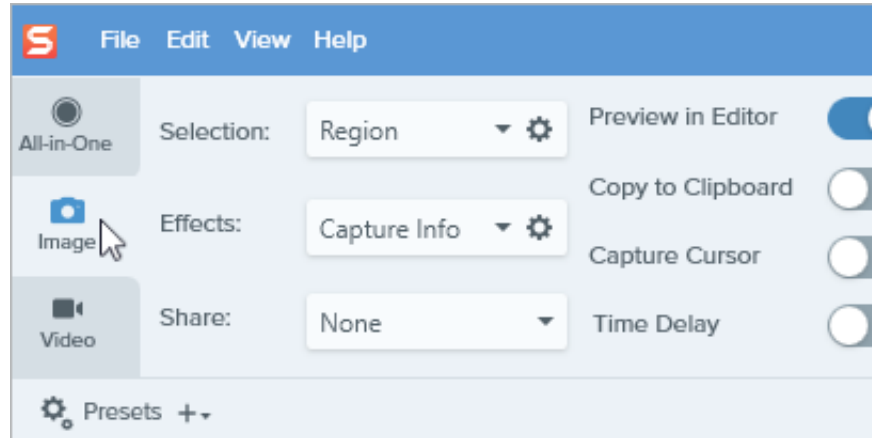 File Edit View Help
All-in-One
Image
Video
Selection: Region
Effects: Capture Info
Share: None
Preview in Editor
Copy to Clipboard
Capture Cursor
Time Delay
Presets